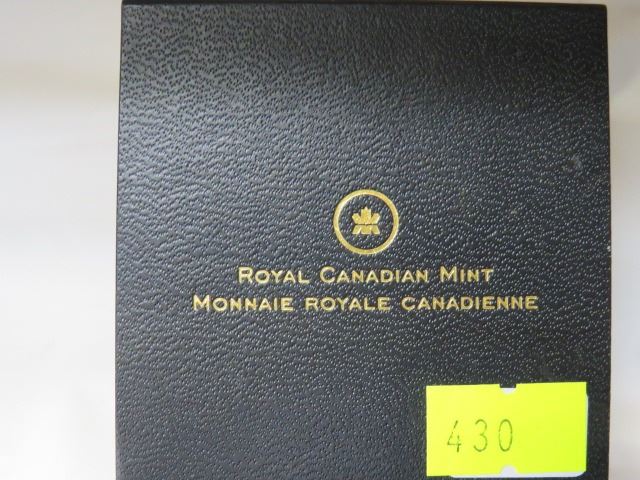 ROYAL CANADIAN MINT
MONNAIE ROYALE CANADIENNE
430